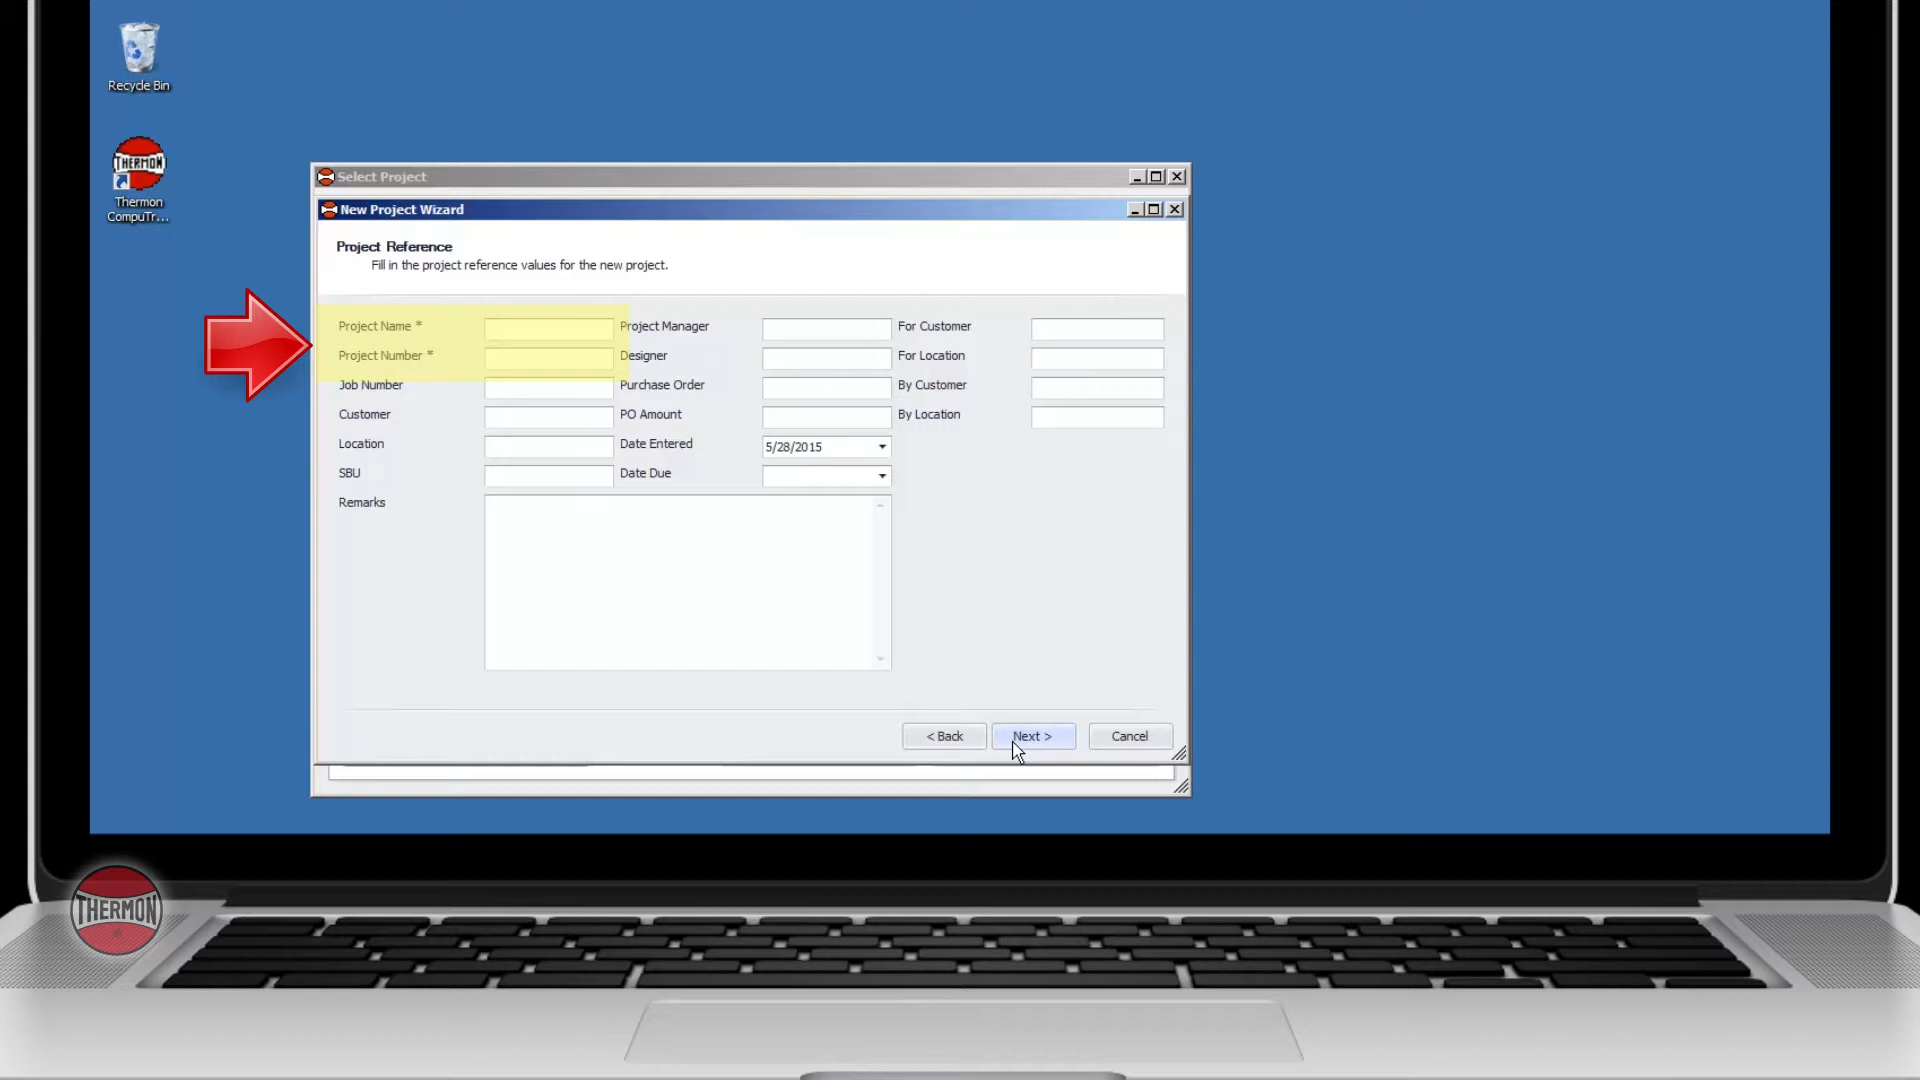 Recycle Bin
THERMON
Thermon
CompuTr...
Select Project
New Project Wizard
Project Reference
Fill in the project reference values for the new project.
Project Name *
Project Manager
For Customer
Project Number *
Designer
For Location
Job Number
Purchase Order
By Customer
Customer
PO Amount
By Location
Location
Date Entered
5/28/2015
SBU
Date Due
Remarks
< Back
Next >
Cancel
THERMON